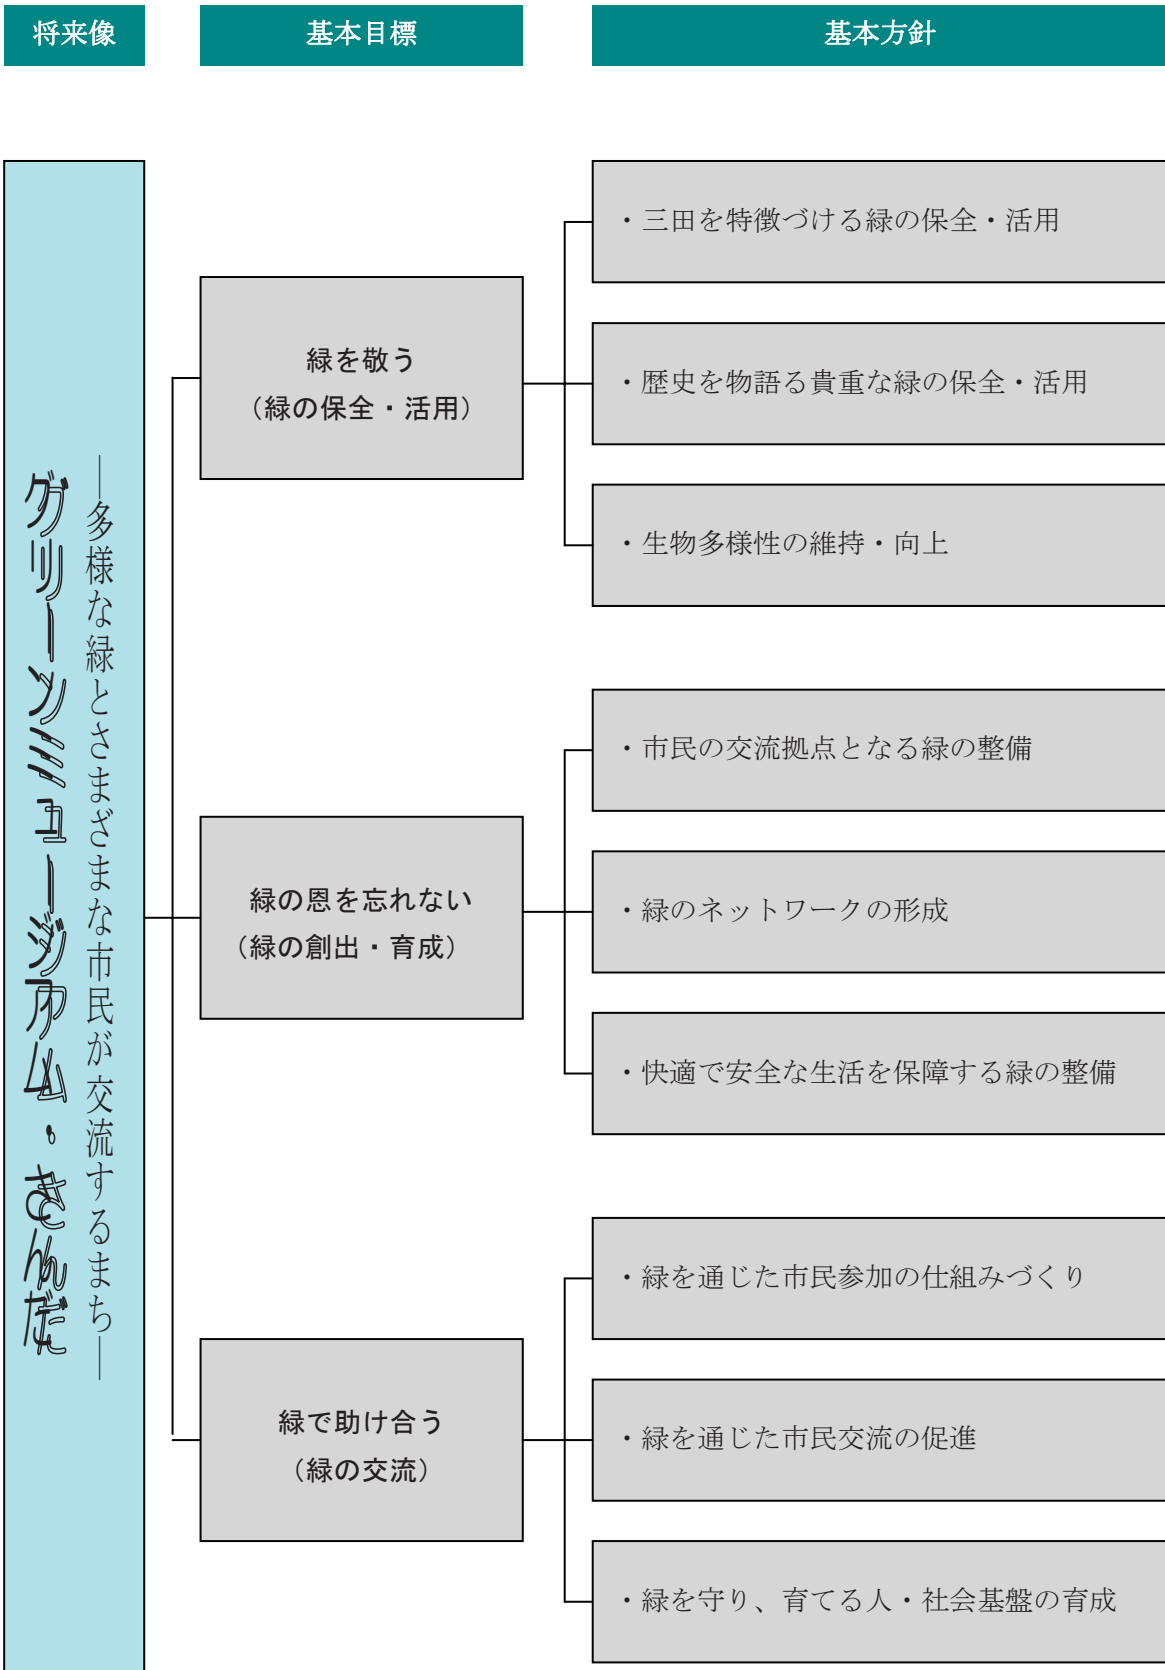 将来像
基本目標
基本方針
グリーンミュージアム・さんだ
―多様な緑とさまざまな市民が交流するまち―
緑を敬う
（緑の保全・活用）
・三田を特徴づける緑の保全・活用
・歴史を物語る貴重な緑の保全・活用
・生物多様性の維持・向上
緑の恩を忘れない
（緑の創出・育成）
・市民の交流拠点となる緑の整備
・緑のネットワークの形成
・快適で安全な生活を保障する緑の整備
緑で助け合う
（緑の交流）
・緑を通じた市民参加の仕組みづくり
・緑を通じた市民交流の促進
・緑を守り、育てる人・社会基盤の育成